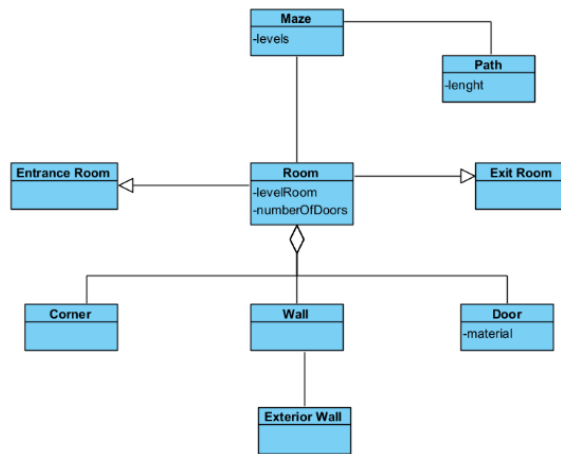 Maze
-levels
Path
-lenght
Entrance Room
Room
-levelRoom
-numberOfDoors
Exit Room
Corner
Wall
Door
-material
Exterior Wall